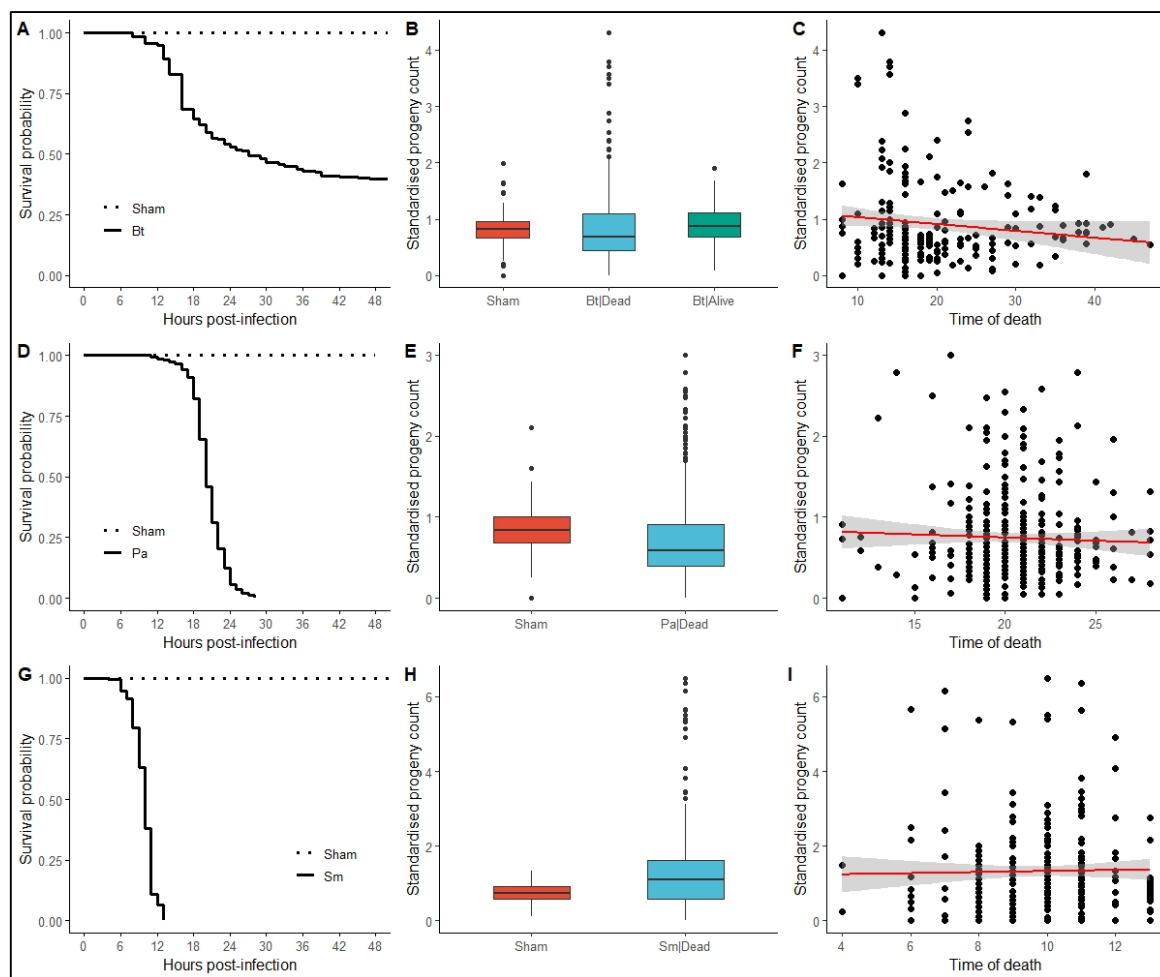 A
Survival probability
1.00
0.75
0.50
0.25
0.00
Sham
Bt
0 6 12 18 24 30 36 42 48
Hours post-infection
B
Standardised progeny count
4
3
2
1
0
Sham Bt|Dead Bt|Alive
C
Standardised progeny count
4
3
2
1
0
10 20 30 40
Time of death
D
Survival probability
1.00
0.75
0.50
0.25
0.00
Sham
Pa
0 6 12 18 24 30 36 42 48
Hours post-infection
E
Standardised progeny count
3
2
1
0
Sham Pa|Dead
F
Standardised progeny count
3
2
1
0
15 20 25
Time of death
G
Survival probability
1.00
0.75
0.50
0.25
0.00
Sham
Sm
0 6 12 18 24 30 36 42 48
Hours post-infection
H
Standardised progeny count
6
4
2
0
Sham Sm|Dead
I
Standardised progeny count
6
4
2
0
4 6 8 10 12
Time of death